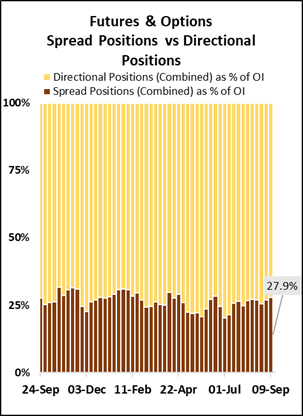 Futures & Options
Spread Positions vs Directional
Positions
Directional Positions (Combined) as % of OI
Spread Positions (Combined) as % of OI
100%
75%
50%
27.9%
25%
0%
24-Sep 03-Dec 11-Feb 22-Apr 01-Jul 09-Sep